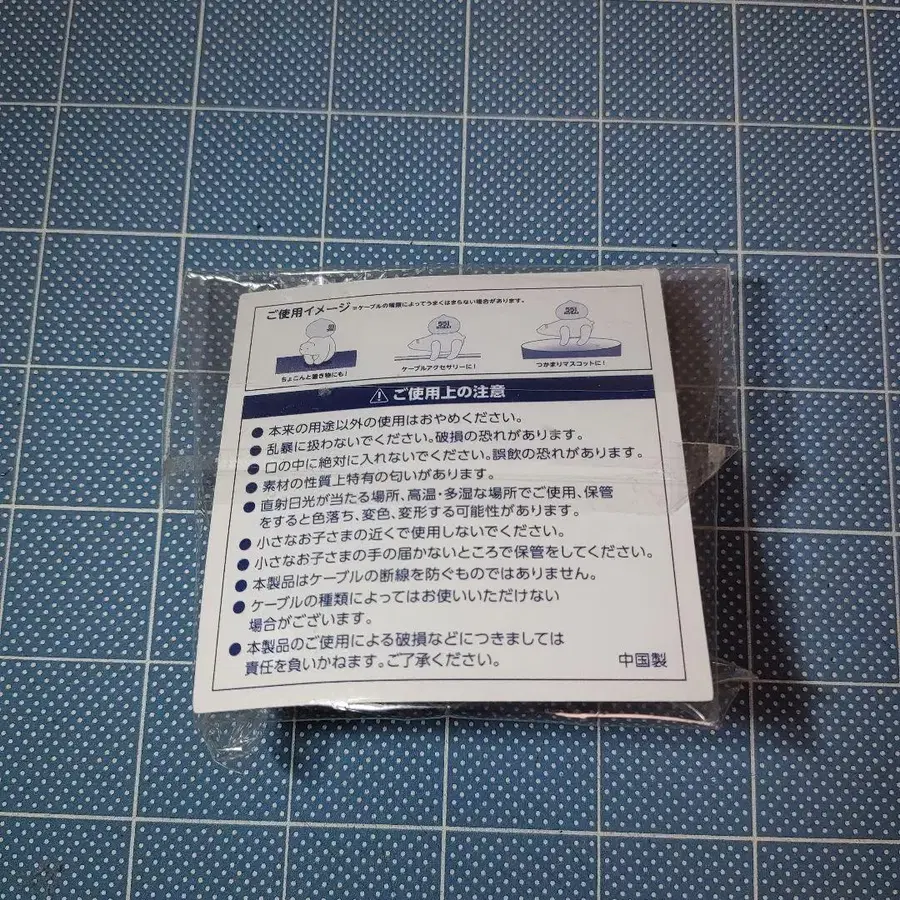 ご使用イメージ※ケーブルの種類によってうまくはまらない場合があります。
ちょこんと置き物にも!
ケーブルアクセサリーに!
つかまりマスコットに!
⚠ご使用上の注意
●本来の用途以外の使用はおやめください。
●乱暴に扱わないでください。破損の恐れがあります。
●口の中に絶対に入れないでください。誤飲の恐れがあります。
●素材の性質上特有の匂いがあります。
●直射日光が当たる場所、高温・多湿な場所でご使用、保管
をすると色落ち、変色、変形する可能性があります。
●小さなお子さまの近くで使用しないでください。
●小さなお子さまの手の届かないところで保管をしてください。
●本製品はケーブルの断線を防ぐものではありません。
●ケーブルの種類によってはお使いいただけない
場合がございます。
●本製品のご使用による破損などにつきましては
責任を負いかねます。ご了承ください。
中国製